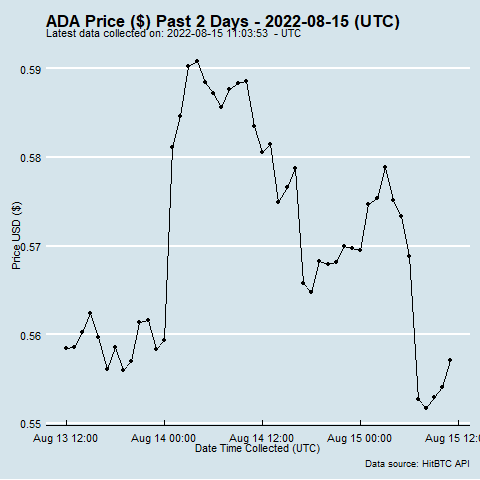 ADA Price ($) Past 2 Days - 2022-08-15 (UTC)
Latest data collected on: 2022-08-15 11:03:53  - UTC
0.59
0.58
0.57
0.56
0.55
Price USD ($)
Aug 13 12:00
Aug 14 00:00
Aug 14 12:00
Aug 15 00:00
Aug 15 12:
Date Time Collected (UTC)
Data source: HitBTC API